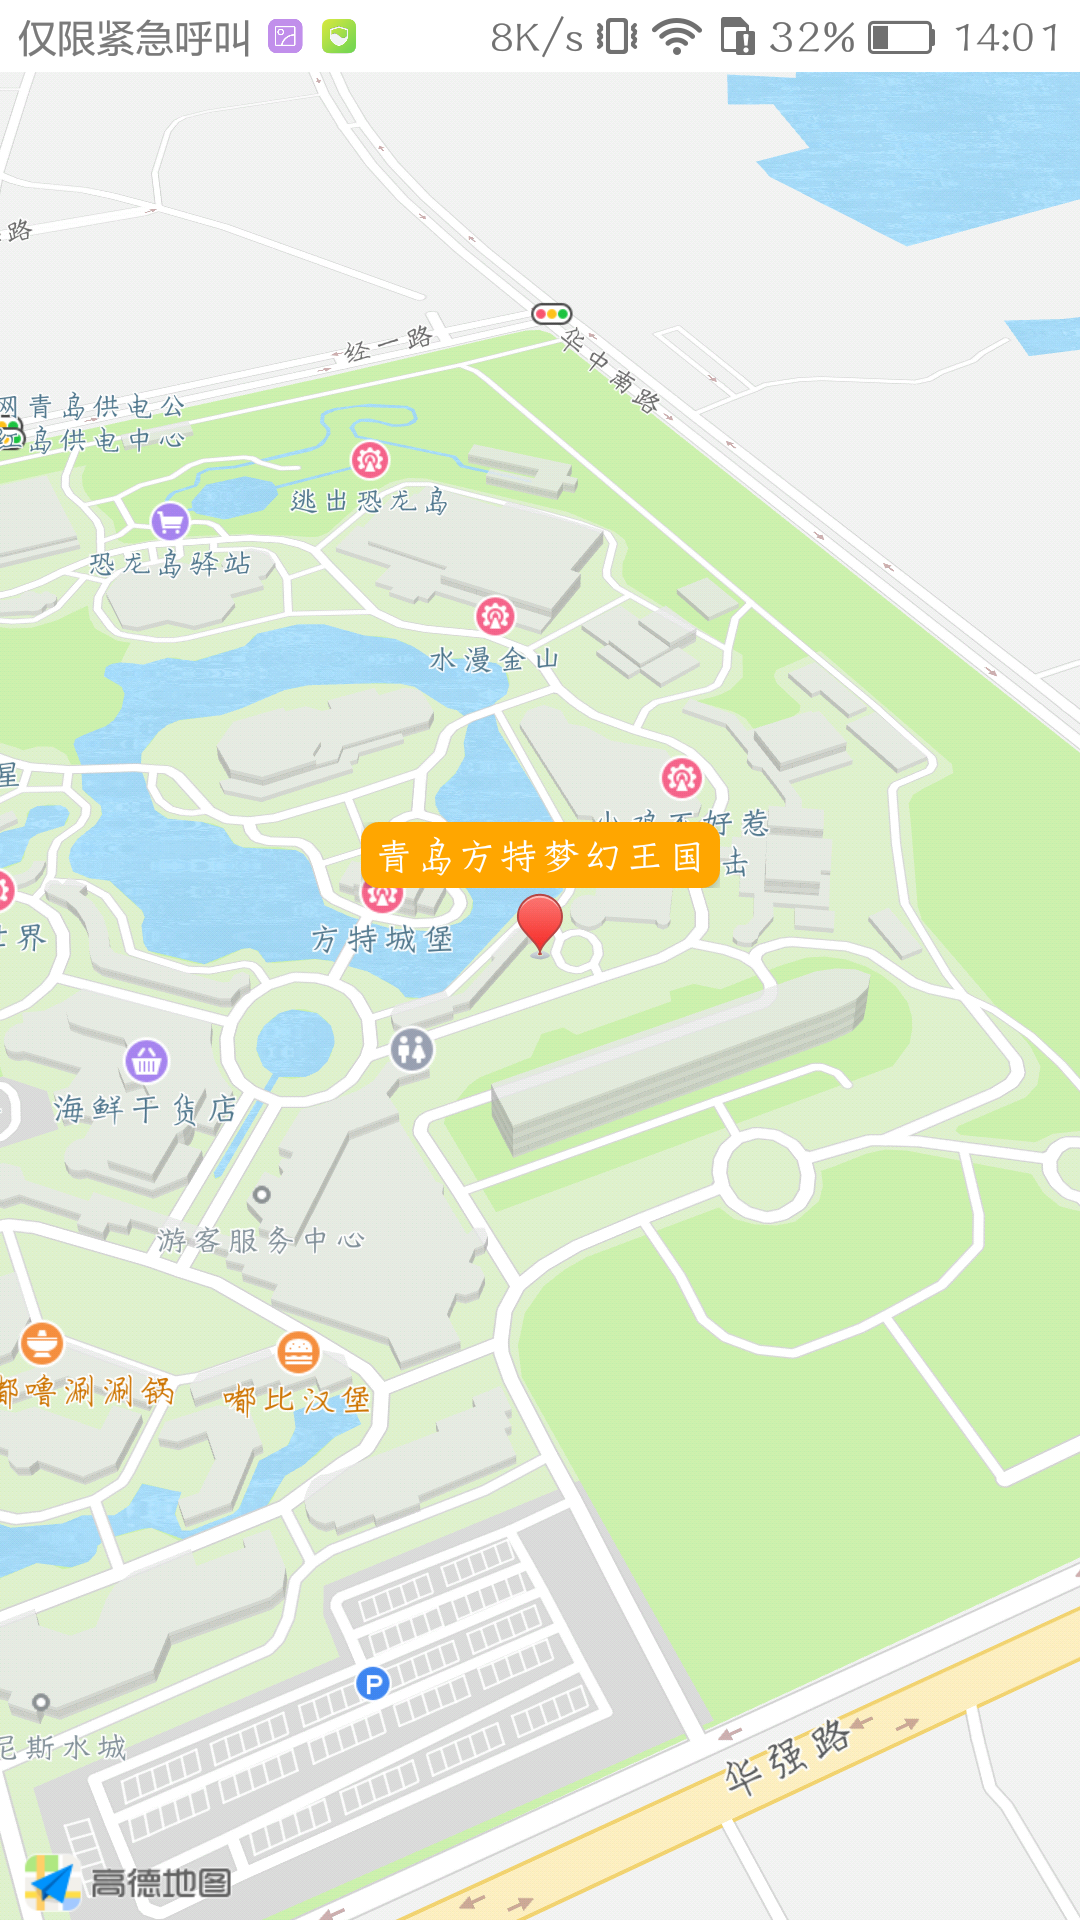 仅限紧急呼叫 8K/s 32% 14:01
路
经一路
华中南路
网青岛供电公
红岛供电中心
逃出恐龙岛
恐龙岛驿站
水漫金山
星
小鸡不好惹
击
青岛方特梦幻王国
世界
方特城堡
海鲜干货店
游客服务中心
嘟噜涮涮锅
嘟比汉堡
P
尼斯水城
华强路
高德地图